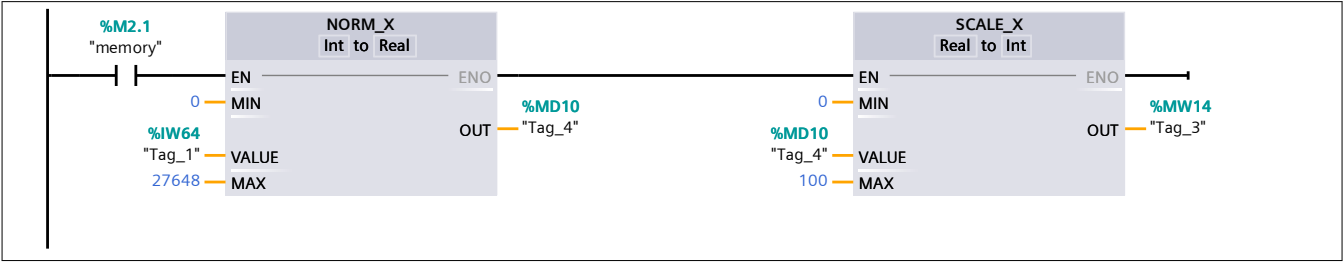 %M2.1
"memory"
NORM_X
Int to Real
EN
ENO
0
MIN
%MD10
"Tag_4"
OUT
%IW64
"Tag_1"
VALUE
27648
MAX
SCALE_X
Real to Int
EN
ENO
0
MIN
%MW14
"Tag_3"
OUT
%MD10
"Tag_4"
VALUE
100
MAX